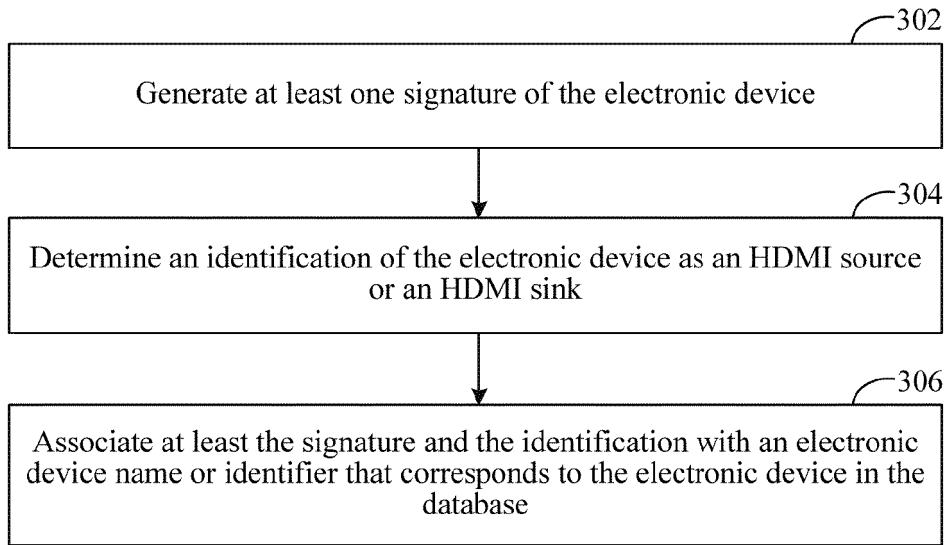 302
Generate at least one signature of the electronic device
304
Determine an identification of the electronic device as an HDMI source
or an HDMI sink
306
Associate at least the signature and the identification with an electronic
device name or identifier that corresponds to the electronic device in the
database